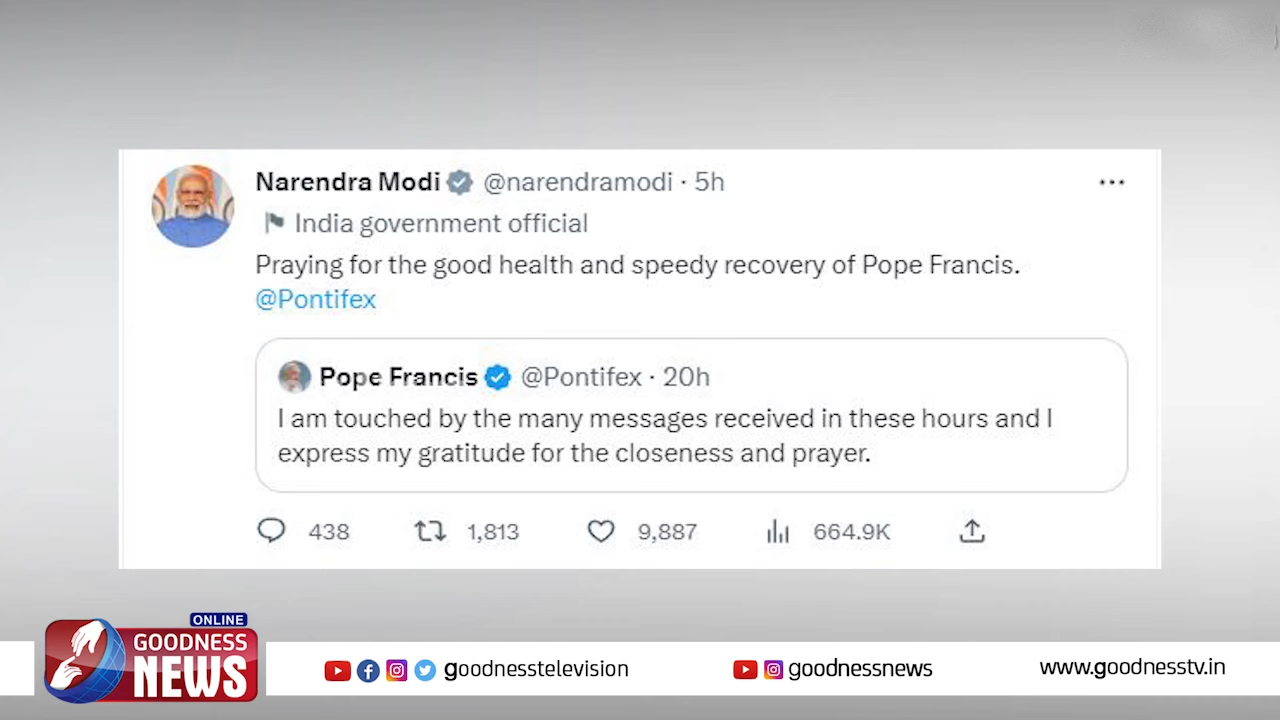 Narendra Modi @narendramodi · 5h
India government official
Praying for the good health and speedy recovery of Pope Francis.
@Pontifex
Pope Francis @Pontifex · 20h
I am touched by the many messages received in these hours and I
express my gratitude for the closeness and prayer.
438 1,813 9,887 664.9K
ONLINE
GOODNESS
NEWS
goodnesstelevision goodnessnews www.goodnesstv.in